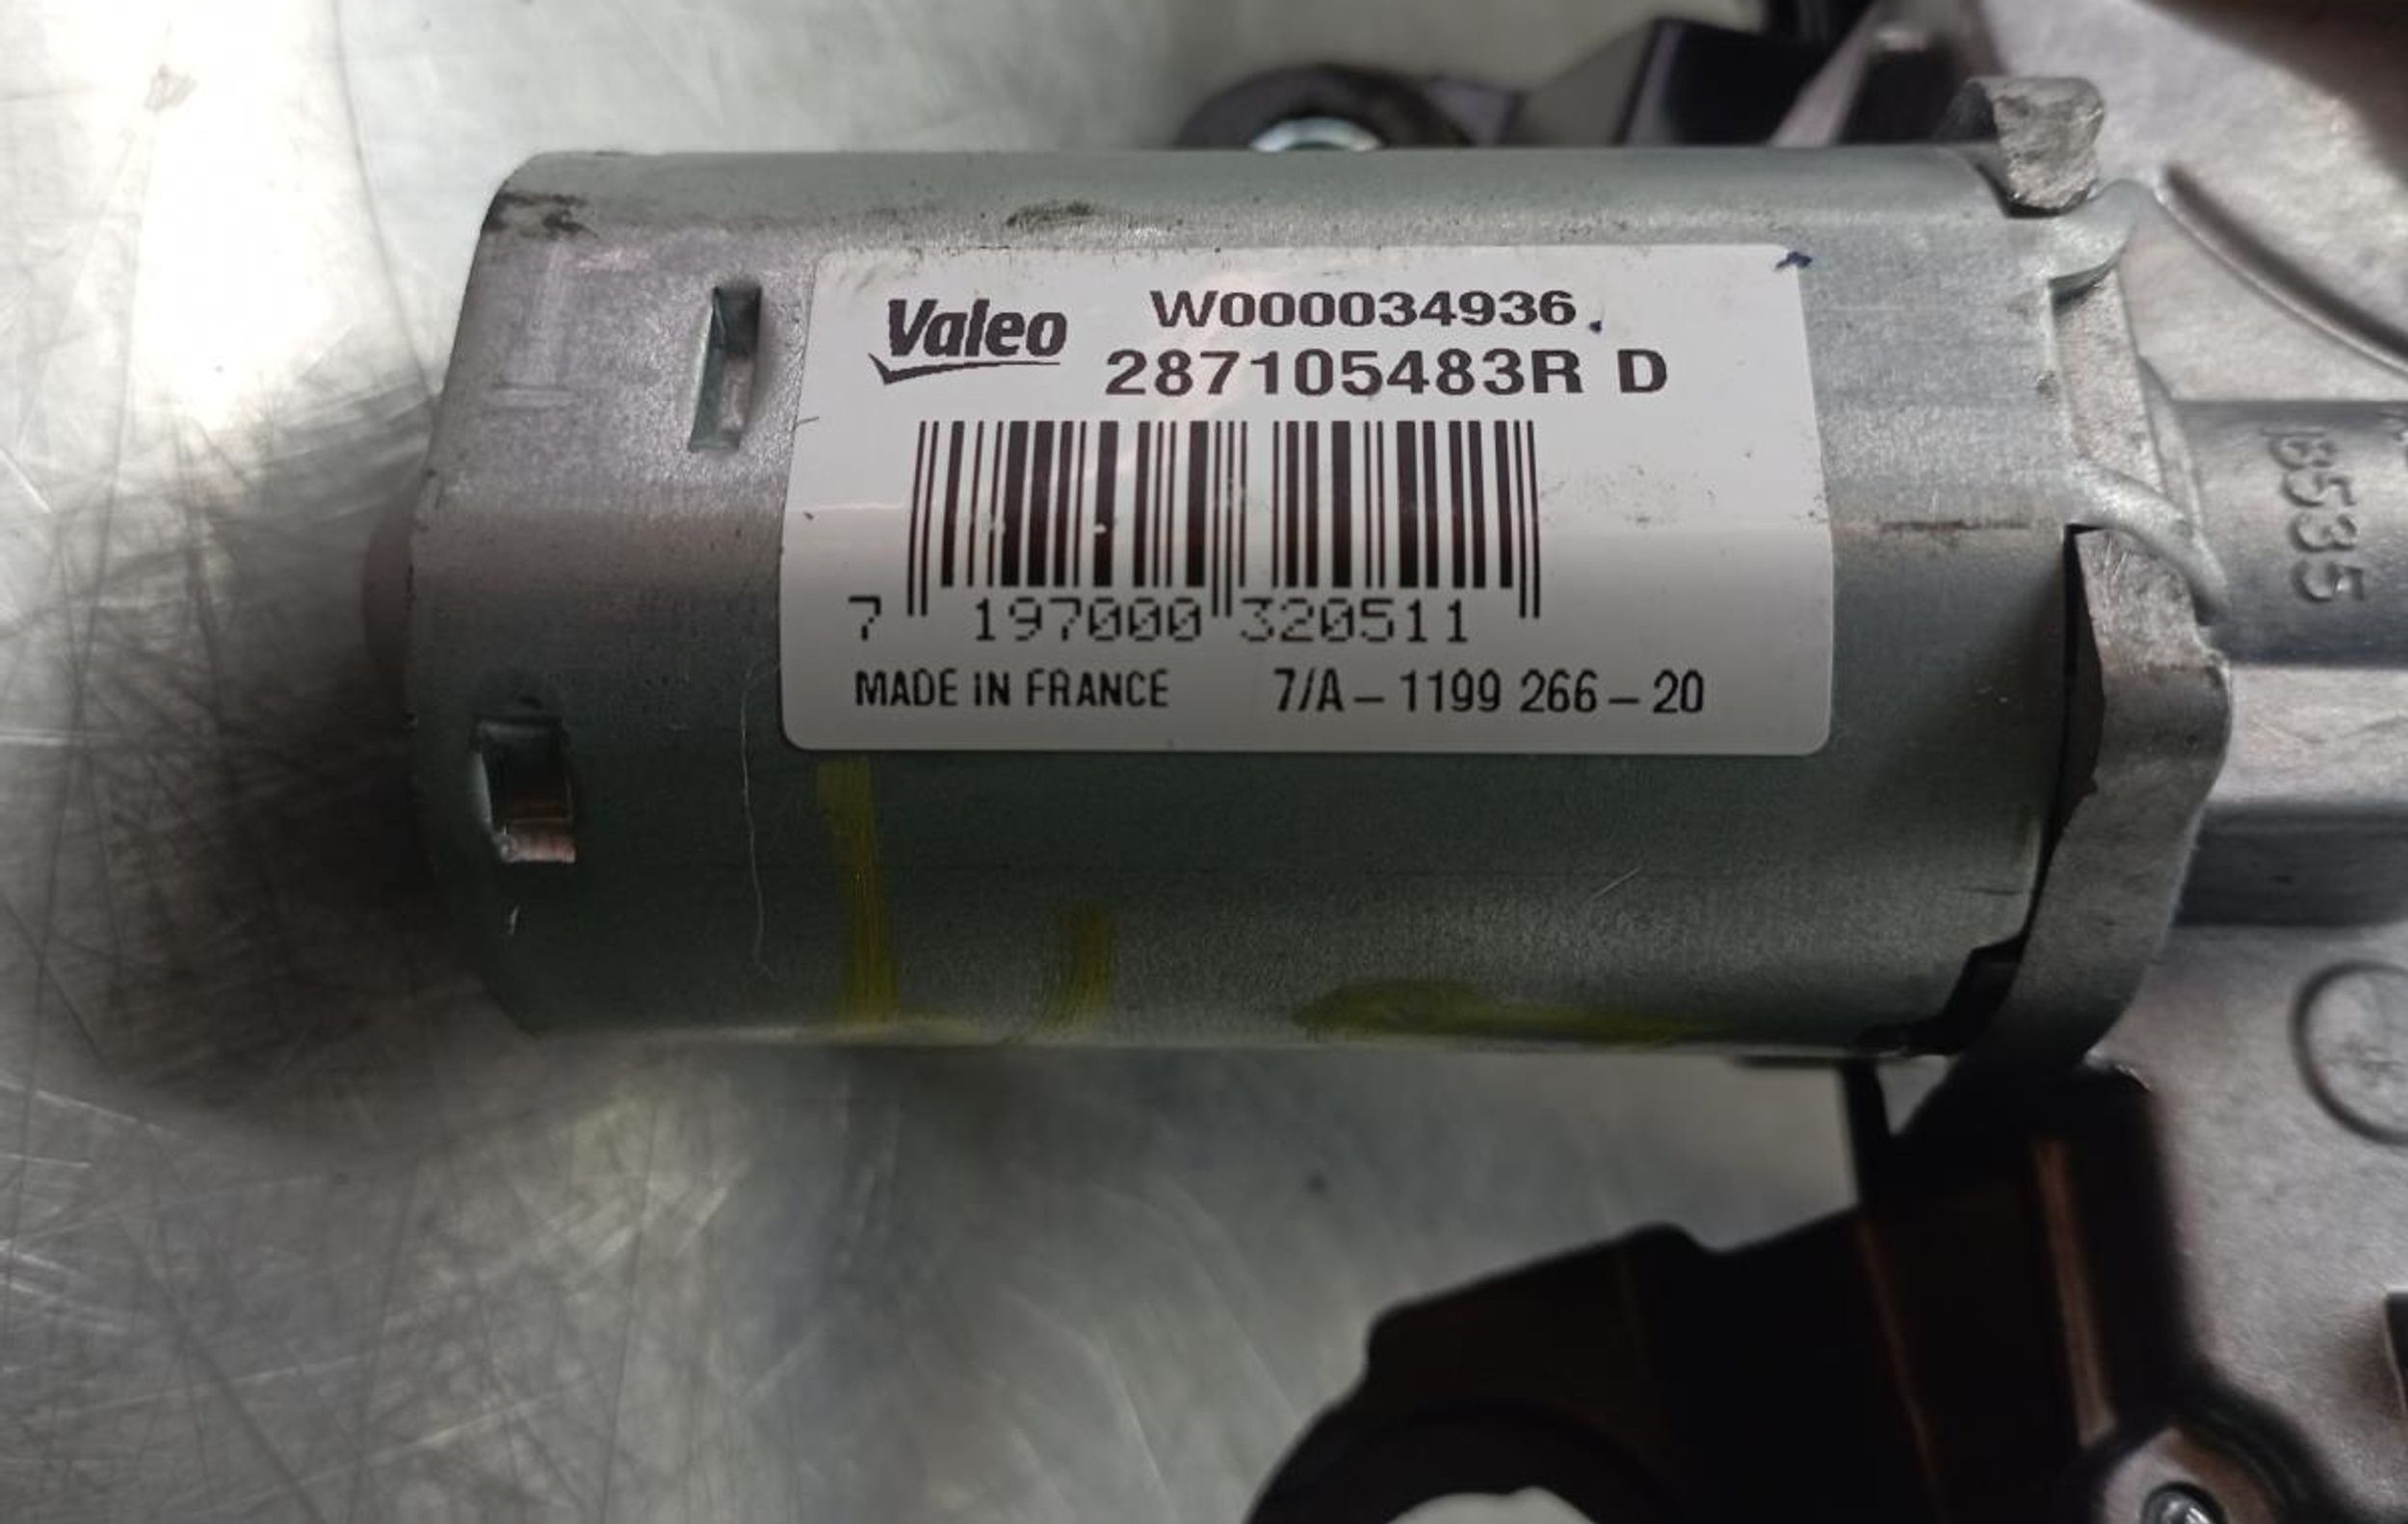 Valeo
W000034936
287105483R D
7 197000 320511
MADE IN FRANCE 7/A-1199 266-20
8535